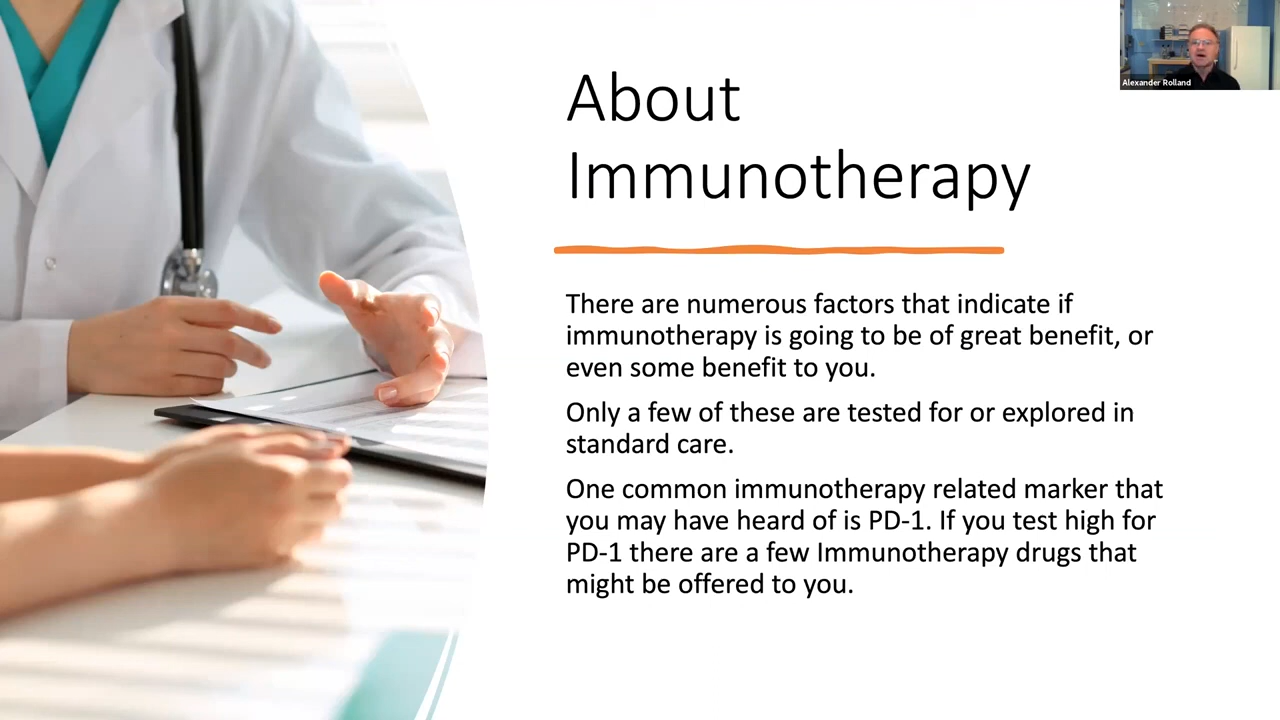 About
Immunotherapy
There are numerous factors that indicate if
immunotherapy is going to be of great benefit, or
even some benefit to you.
Only a few of these are tested for or explored in
standard care.
One common immunotherapy related marker that
you may have heard of is PD-1. If you test high for
PD-1 there are a few Immunotherapy drugs that
might be offered to you.
Alexander Rolland